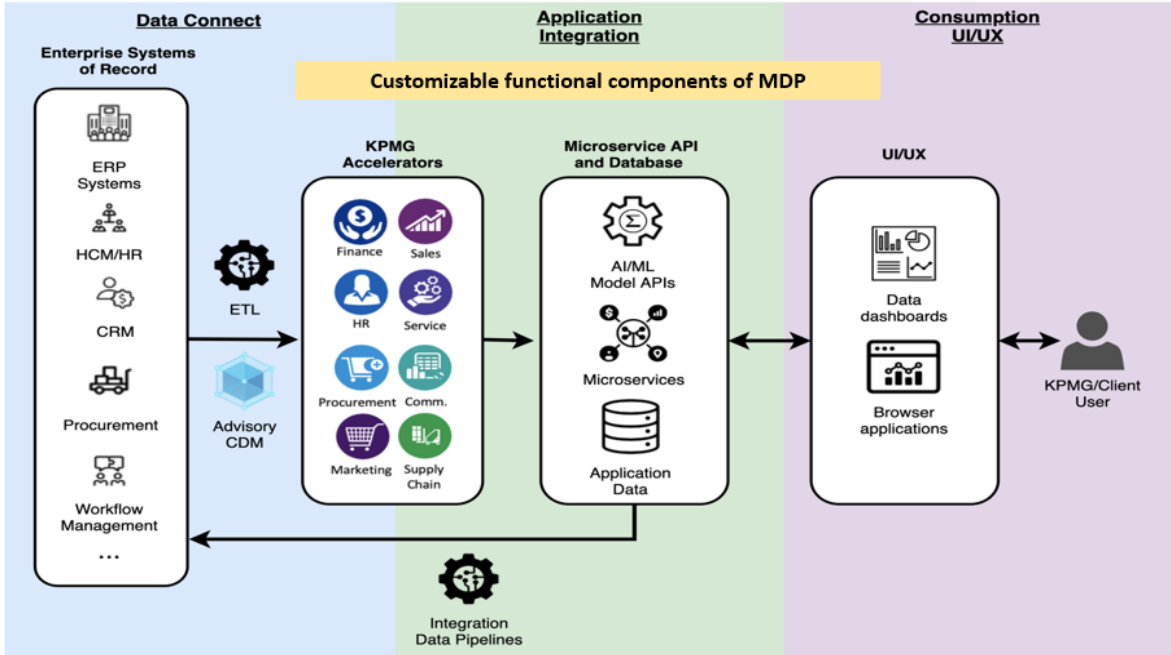 Data Connect
Application
Integration
Consumption
UI/UX
Customizable functional components of MDP
Enterprise Systems
of Record
ERP
Systems
HCM/HR
CRM
Procurement
Workflow
Management
...
ETL
Advisory
CDM
KPMG
Accelerators
$
Finance
Sales
HR
Service
Procurement
Comm.
Marketing
Supply
Chain
Microservice API
and Database
Σ
AI/ML
Model APIs
$
Microservices
Application
Data
Integration
Data Pipelines
UI/UX
Data
dashboards
Browser
applications
KPMG/Client
User